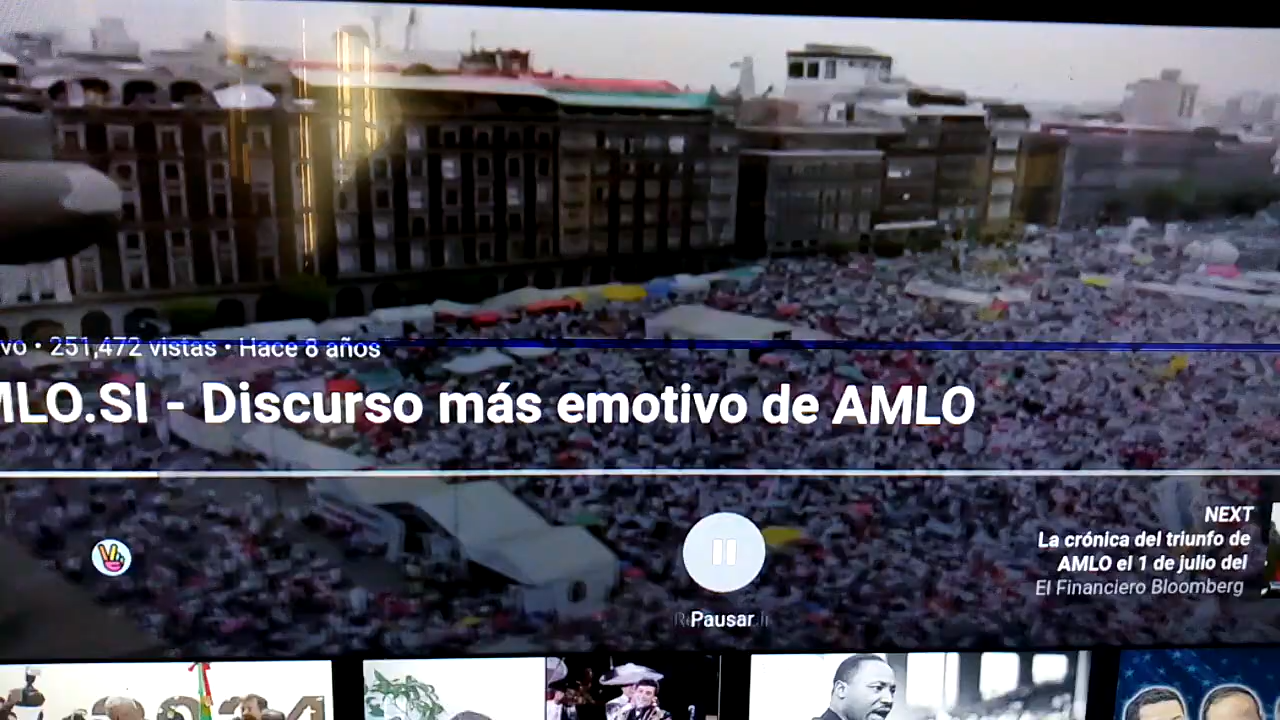 vo • 251,472 vistas • Hace 8 años
MLO.SI - Discurso más emotivo de AMLO
NEXT
La crónica del triunfo de
AMLO el 1 de julio del
El Financiero Bloomberg
Pausar